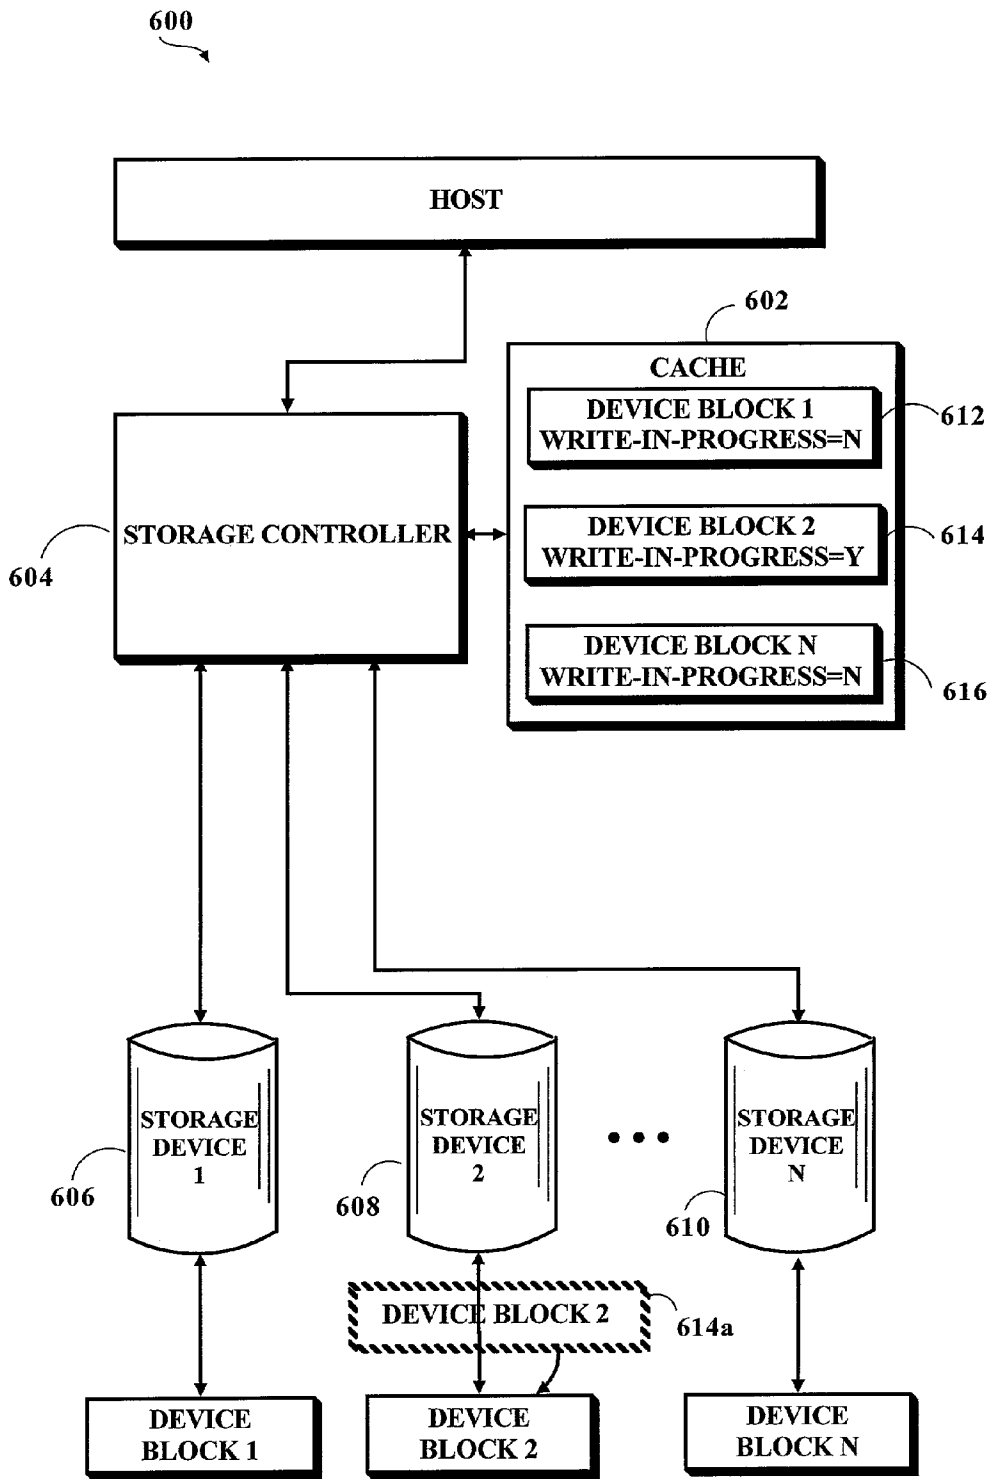 600
HOST
602
CACHE
DEVICE BLOCK 1
WRITE-IN-PROGRESS=N
612
STORAGE CONTROLLER
604
DEVICE BLOCK 2
WRITE-IN-PROGRESS=Y
614
DEVICE BLOCK N
WRITE-IN-PROGRESS=N
616
STORAGE
DEVICE
1
606
STORAGE
DEVICE
2
608
STORAGE
DEVICE
N
610
DEVICE BLOCK 2
614a
DEVICE
BLOCK 1
DEVICE
BLOCK 2
DEVICE
BLOCK N